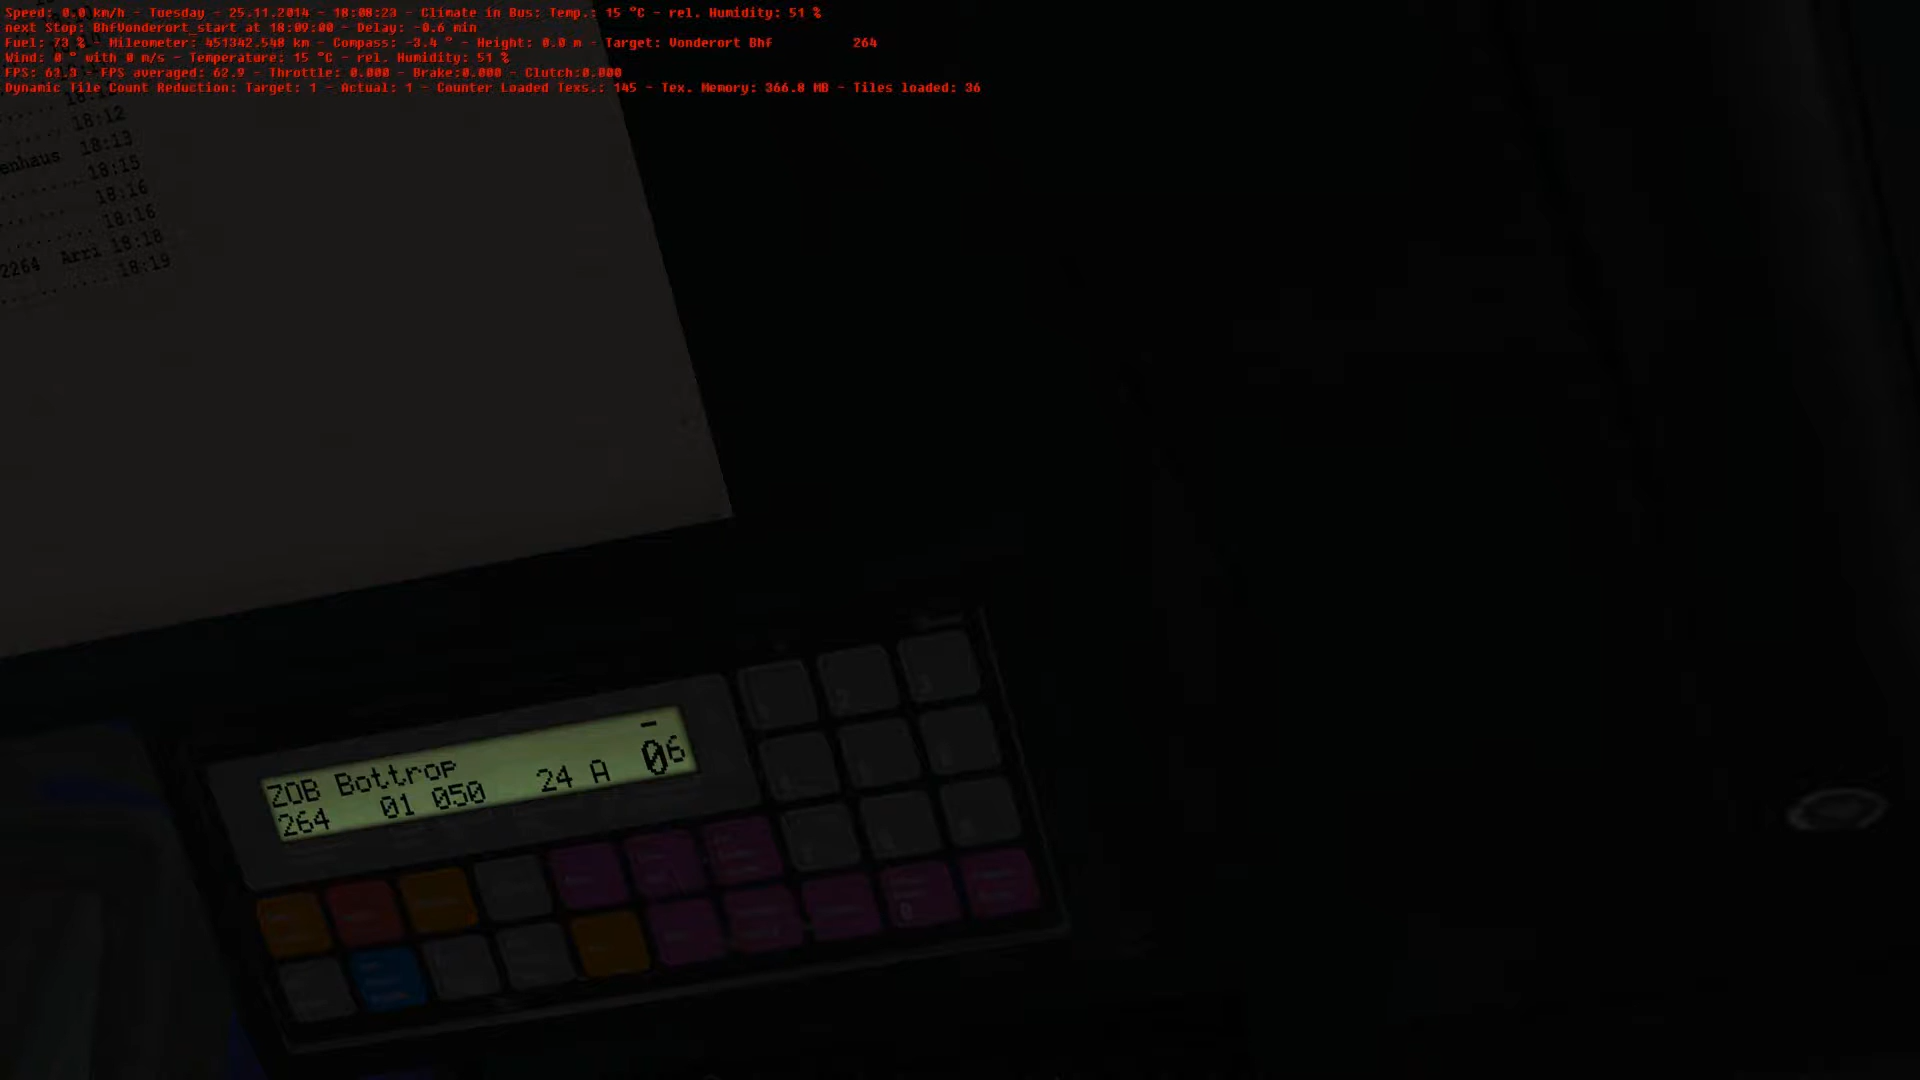 Speed: 0.0 km/h - Tuesday - 25.11.2014 - 18:08:23 - Climate in Bus: Temp.: 15 °C - rel. Humidity: 51 %
next Stop: BhfVonderort_start at 18:09:00 - Delay: -0.6 min
Fuel: 73 % - Mileometer: 451342.548 km - Compass: -3.4 ° - Height: 0.0 m - Target: Vonderort Bhf 264
Wind: 0 ° with 0 m/s - Temperature: 15 °C - rel. Humidity: 51 %
FPS: 63.3 - FPS averaged: 62.9 - Throttle: 0.000 - Brake:0.000 - Clutch:0.000
Dynamic Tile Count Reduction: Target: 1 - Actual: 1 - Counter Loaded Texs.: 145 - Tex. Memory: 366.8 MB - Tiles loaded: 36
18:12
enhaus 18:13
18:15
18:16
18:16
2264 Arri 18:18
18:19
ZOB Bottrop -
264 01 050 24 A 06